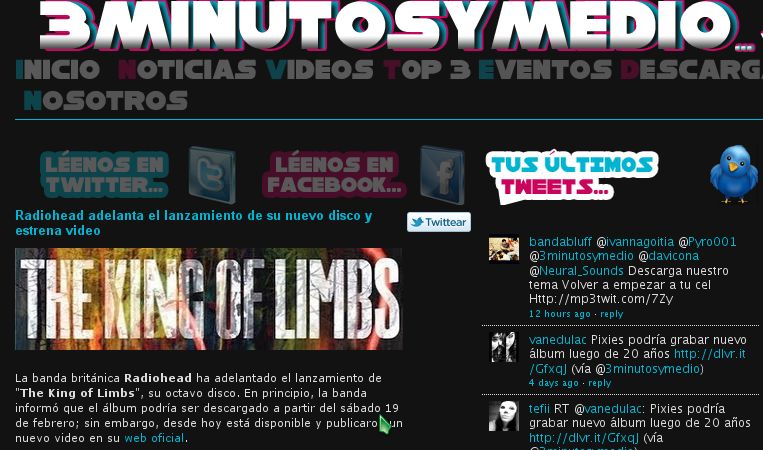 3MINUTOSYMEDIO...
INICIO NOTICIAS VIDEOS TOP 3 EVENTOS DESCARGA
NOSOTROS
LÉENOS EN
TWITTER...
LÉENOS EN
FACEBOOK...
TUS ÚLTIMOS
TWEETS...
Radiohead adelanta el lanzamiento de su nuevo disco y
estrena video
Twittear
THE KING OF LIMBS
La banda británica Radiohead ha adelantado el lanzamiento de
"The King of Limbs", su octavo disco. En principio, la banda
informó que el álbum podría ser descargado a partir del sábado 19
de febrero; sin embargo, desde hoy está disponible y publicaron un
nuevo video en su web oficial.
bandabluff @ivannagoitia @Pyro001
@3minutosymedio @davicona
@Neural_Sounds Descarga nuestro
tema Volver a empezar a tu cel
Http://mp3twit.com/7Zy
12 hours ago · reply
vanedulac Pixies podría grabar nuevo
álbum luego de 20 años http://dlvr.it
/GfxqJ (vía @3minutosymedio)
4 days ago · reply
tefii RT @vanedulac: Pixies podría
grabar nuevo álbum luego de 20 años
http://dlvr.it/GfxqJ (vía
@3minutosymedio)